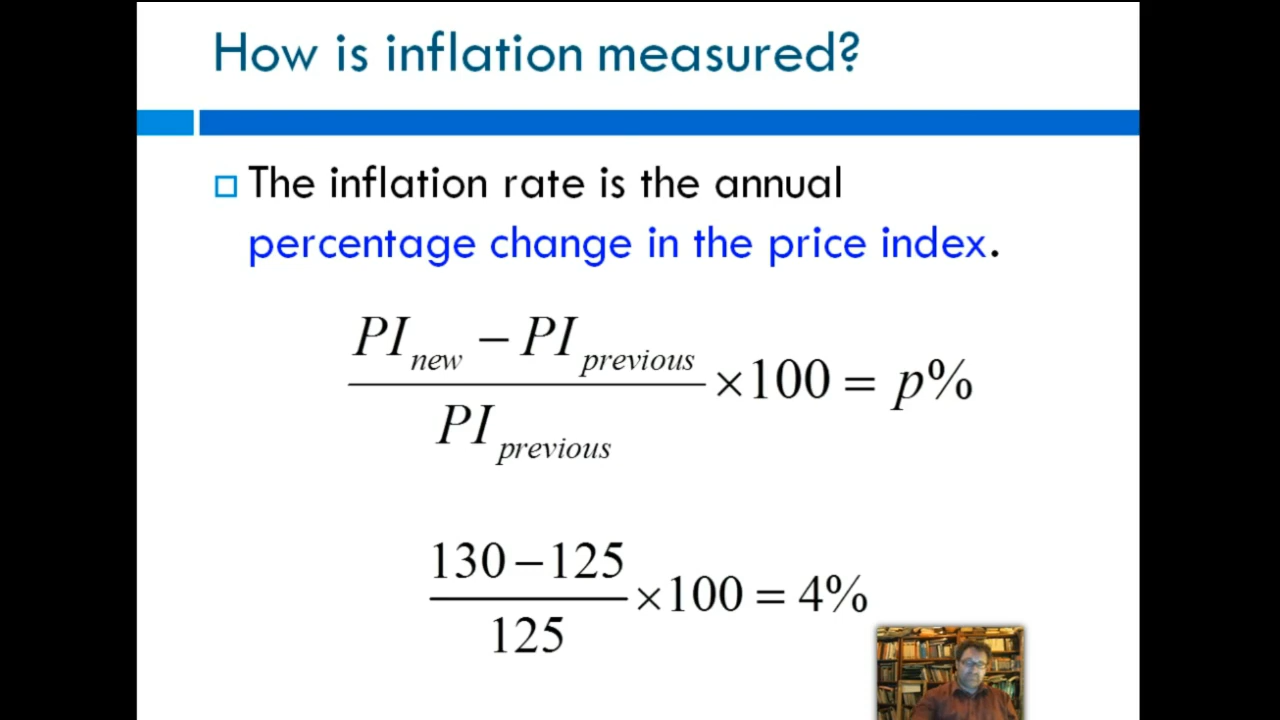 How is inflation measured?
The inflation rate is the annual
percentage change in the price index.
PI_new − PI_previous
PI_previous
×100 = p%
130 − 125
125
×100 = 4%